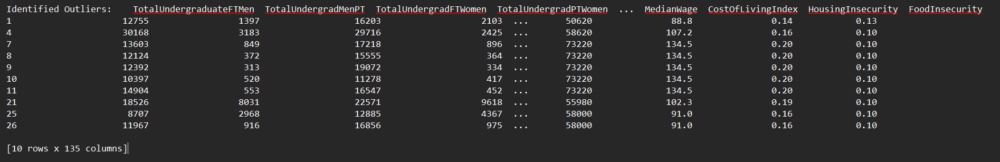 Identified Outliers:    TotalUndergraduateFTMen  TotalUndergradMenPT  TotalUndergradFTWomen  TotalUndergradPTWomen  ...  MedianWage  CostOfLivingIndex  HousingInsecurity  FoodInsecurity
1 12755 1397 16203 2103 ... 50620 88.8 0.14 0.13
4 30168 3183 29716 2425 ... 58620 107.2 0.16 0.10
7 13603 849 17218 896 ... 73220 134.5 0.20 0.10
8 12124 372 15555 364 ... 73220 134.5 0.20 0.10
9 12392 313 19072 334 ... 73220 134.5 0.20 0.10
10 10397 520 11278 417 ... 73220 134.5 0.20 0.10
11 14904 553 16547 452 ... 73220 134.5 0.20 0.10
21 18526 8031 22571 9618 ... 55980 102.3 0.19 0.10
25 8707 2968 12885 4367 ... 58000 91.0 0.16 0.10
26 11967 916 16856 975 ... 58000 91.0 0.16 0.10
[10 rows x 135 columns]